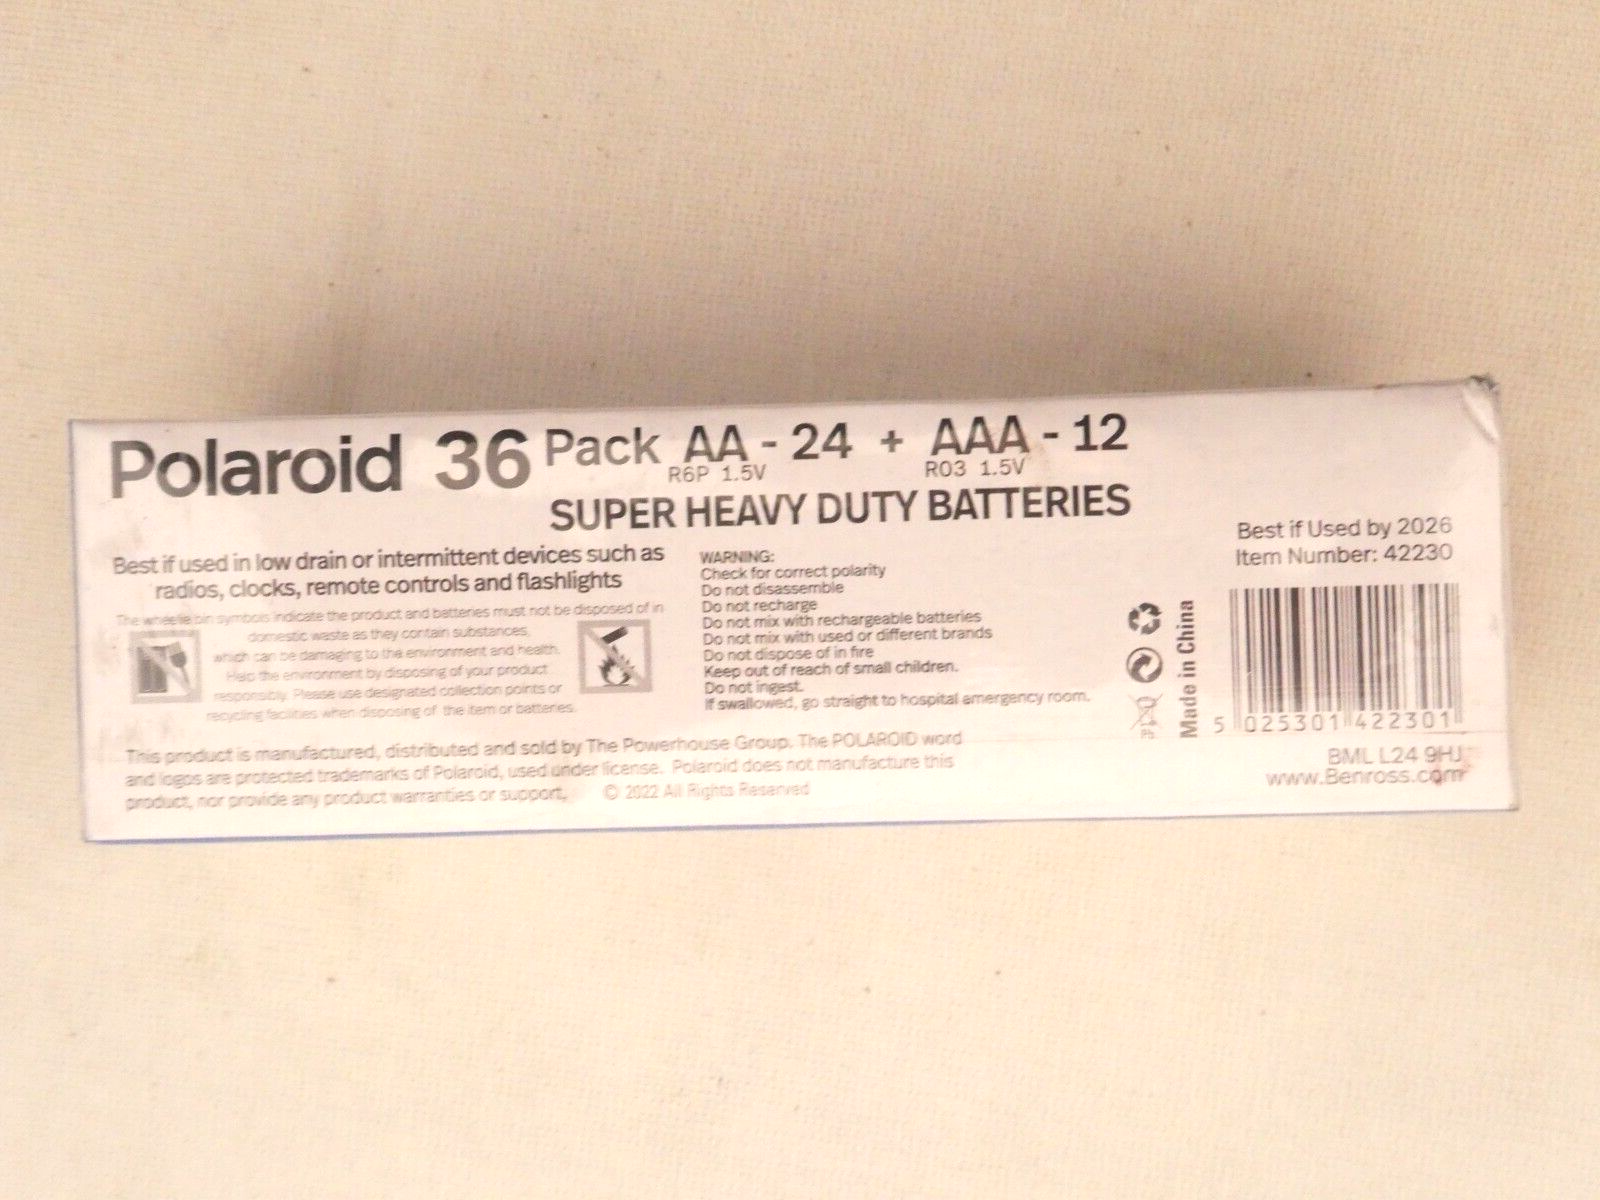 Polaroid 36 Pack AA - 24 + AAA - 12
R6P 1.5V R03 1.5V
SUPER HEAVY DUTY BATTERIES
Best if used in low drain or intermittent devices such as
radios, clocks, remote controls and flashlights
The wheelie bin symbols indicate the product and batteries must not be disposed of in
domestic waste as they contain substances,
which can be damaging to the environment and health.
Help the environment by disposing of your product
responsibly. Please use designated collection points or
recycling facilities when disposing of the item or batteries.
WARNING:
Check for correct polarity
Do not disassemble
Do not recharge
Do not mix with rechargeable batteries
Do not mix with used or different brands
Do not dispose of in fire
Keep out of reach of small children.
Do not ingest.
If swallowed, go straight to hospital emergency room.
This product is manufactured, distributed and sold by The Powerhouse Group. The POLAROID word
and logos are protected trademarks of Polaroid, used under license. Polaroid does not manufacture this
product, nor provide any product warranties or support. © 2022 All Rights Reserved
Pb
Made in China
Best if Used by 2026
Item Number: 42230
5 025301 422301
BML L24 9HJ
www.Benross.com